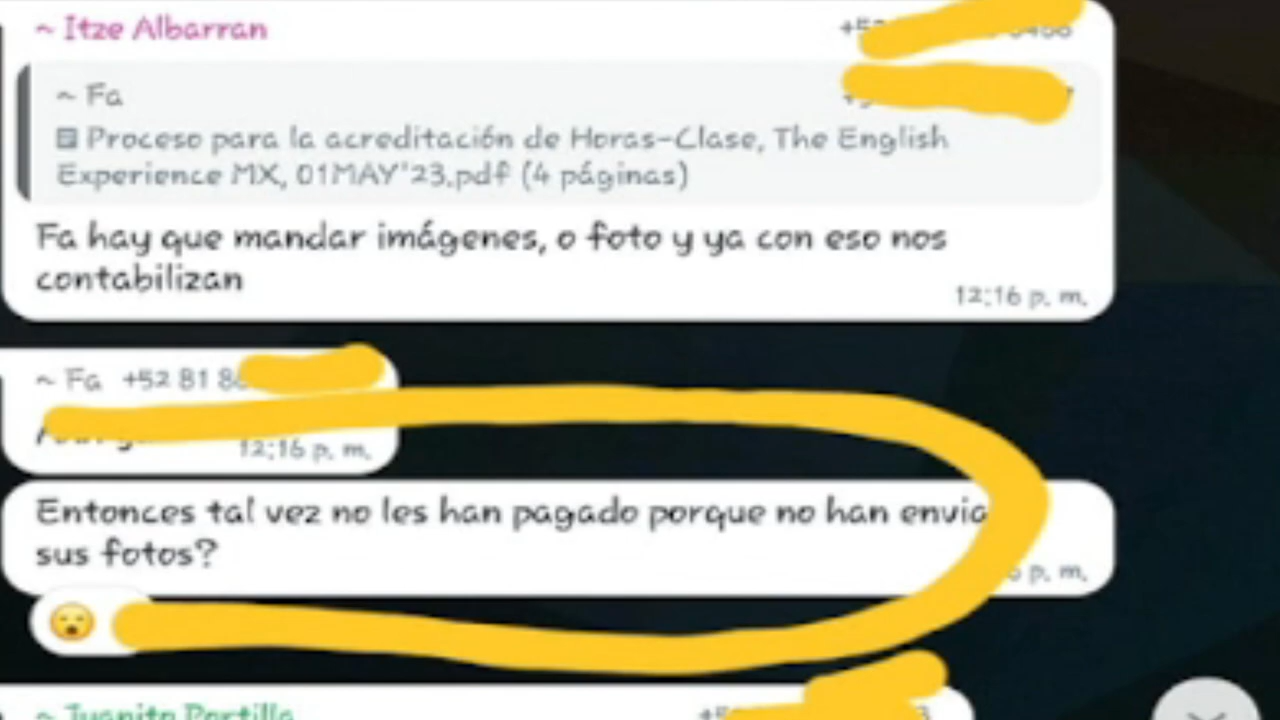 ~ Itze Albarran
~ Fa
Proceso para la acreditación de Horas-Clase, The English
Experience MX, 01MAY'23.pdf (4 páginas)
Fa hay que mandar imágenes, o foto y ya con eso nos
contabilizan
12:16 p. m.
~ Fa +52 81 8
12:16 p. m.
Entonces tal vez no les han pagado porque no han envia
sus fotos?
p. m.
~ Juanito Portilla